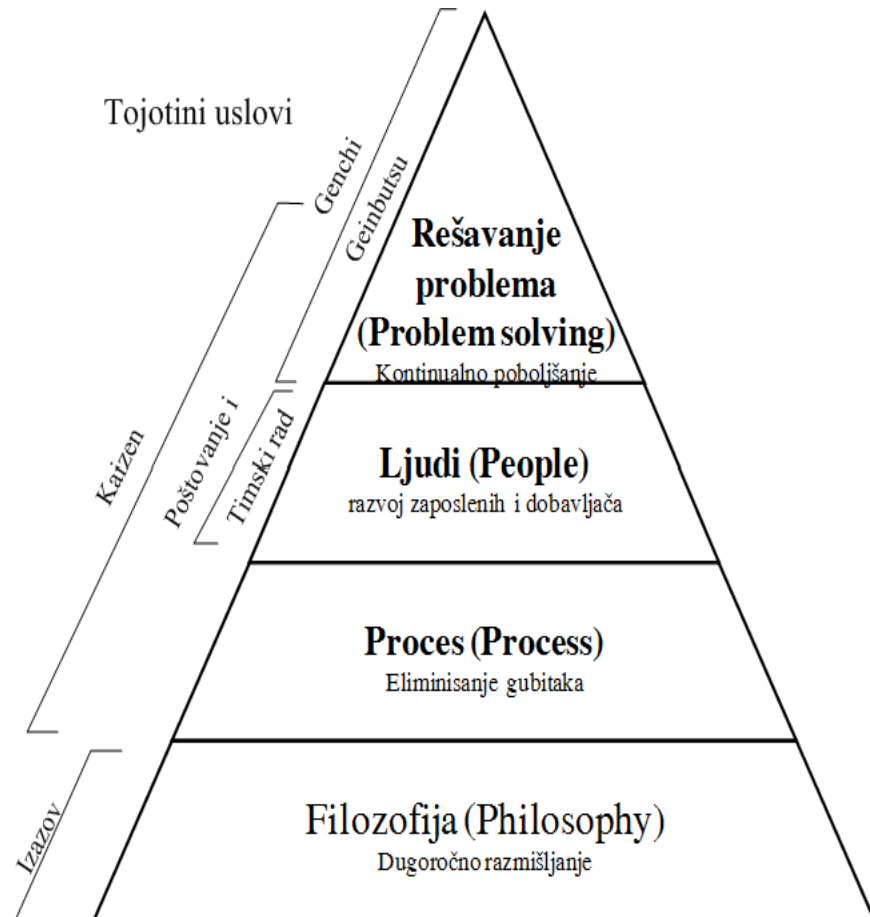 Tojotini uslovi
Genchi
Geinbutsu
Rešavanje
problema
(Problem solving)
Kontinualno poboljšanje
Kaizen
Poštovanje i
Timski rad
Ljudi (People)
razvoj zaposlenih i dobavljača
Proces (Process)
Eliminisanje gubitaka
Izazov
Filozofija (Philosophy)
Dugoročno razmišljanje